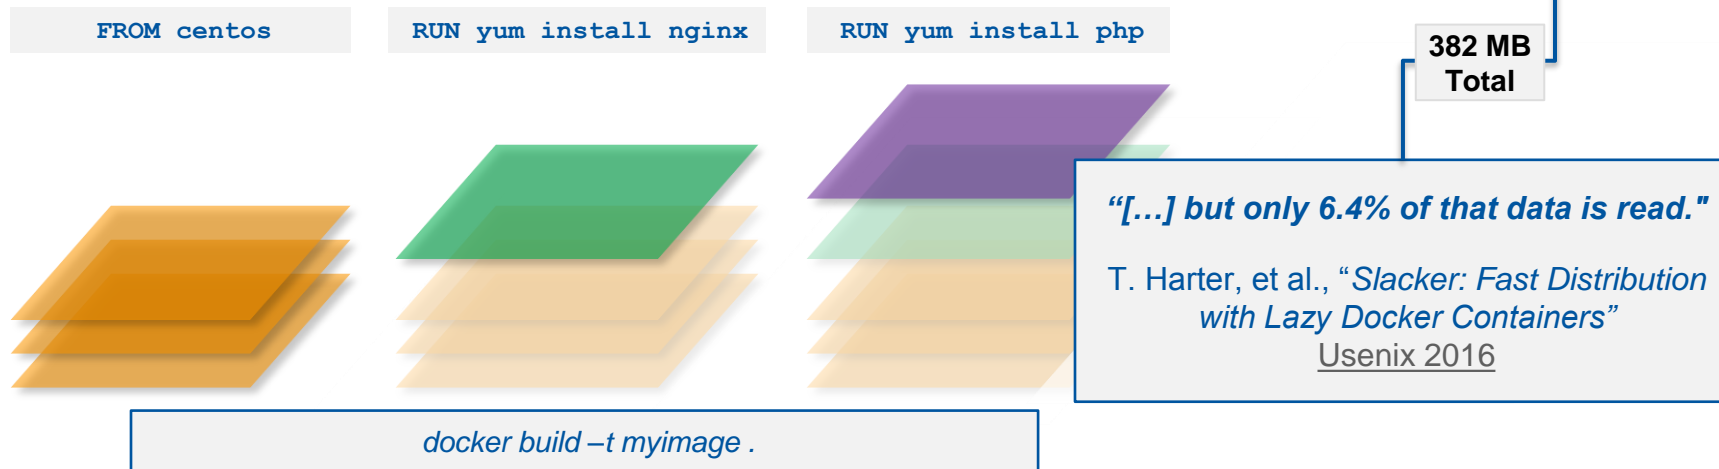 FROM centos
RUN yum install nginx
RUN yum install php
382 MB
Total
“[…] but only 6.4% of that data is read."
T. Harter, et al., “Slacker: Fast Distribution
with Lazy Docker Containers”
Usenix 2016
docker build –t myimage .